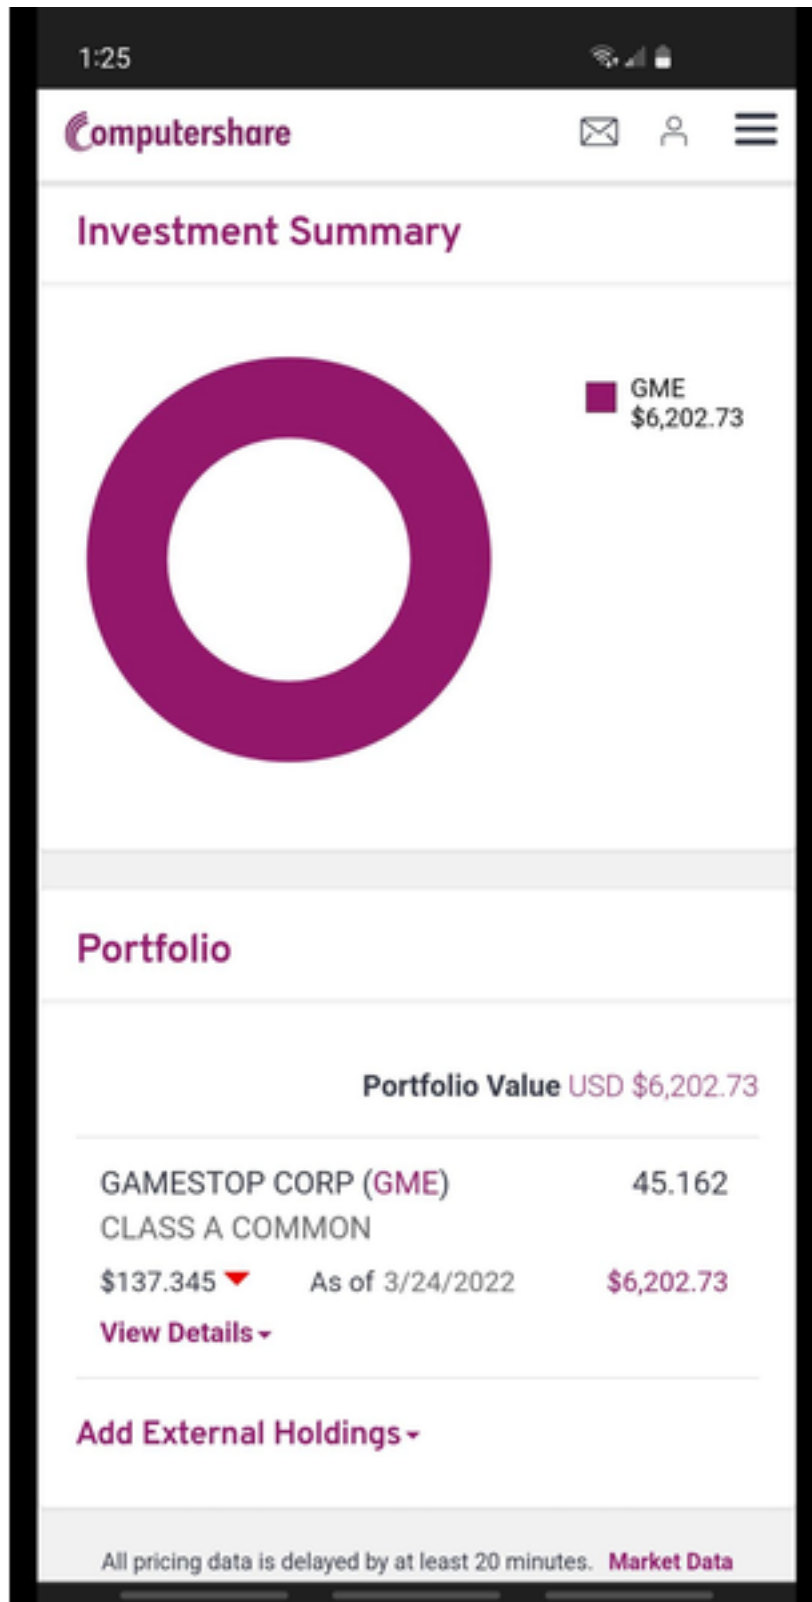 1:25
Computershare
Investment Summary
GME
$6,202.73
Portfolio
Portfolio Value USD $6,202.73
GAMESTOP CORP (GME) 45.162
CLASS A COMMON
$137.345 As of 3/24/2022 $6,202.73
View Details
Add External Holdings
All pricing data is delayed by at least 20 minutes. Market Data